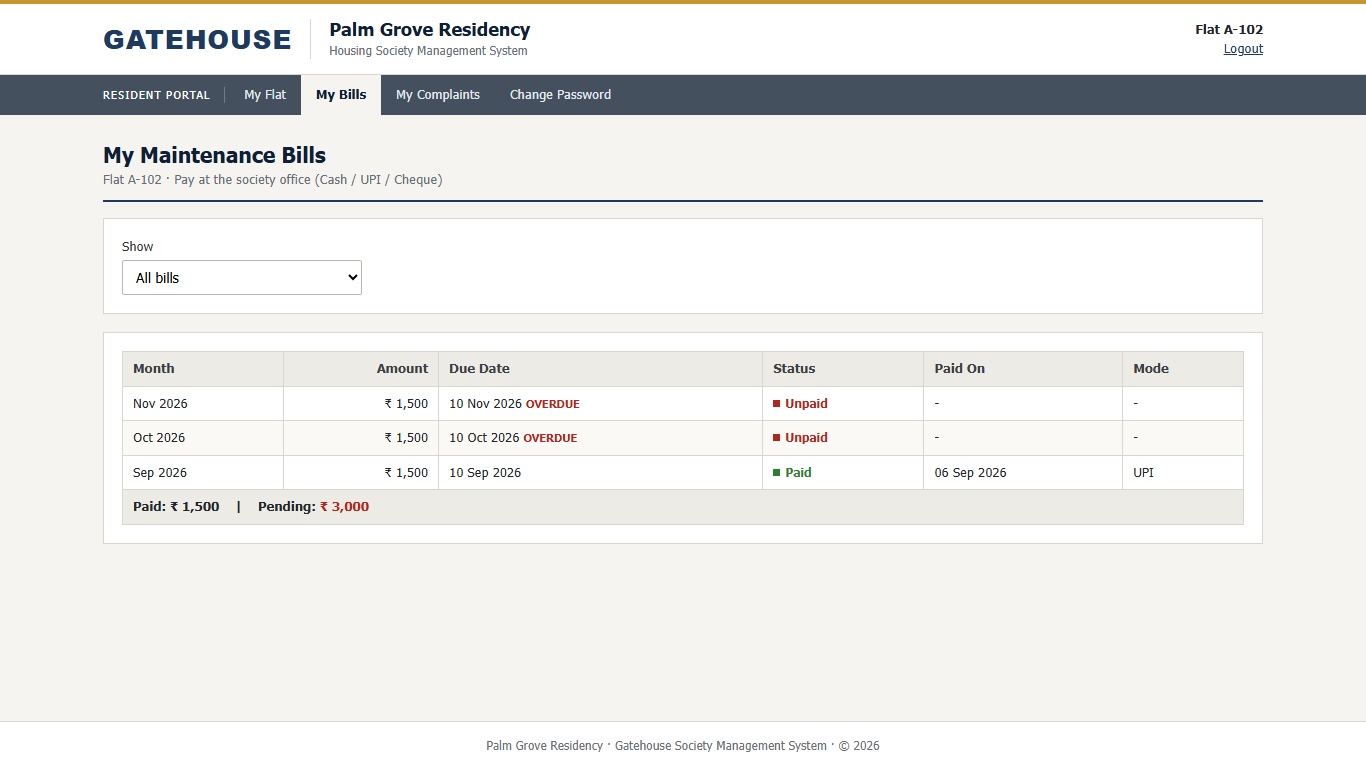 GATEHOUSE
Palm Grove Residency
Housing Society Management System
Flat A-102
Logout
RESIDENT PORTAL My Flat My Bills My Complaints Change Password
My Maintenance Bills
Flat A-102 · Pay at the society office (Cash / UPI / Cheque)
Show
All bills
Month Amount Due Date Status Paid On Mode
Nov 2026 ₹ 1,500 10 Nov 2026 OVERDUE Unpaid - -
Oct 2026 ₹ 1,500 10 Oct 2026 OVERDUE Unpaid - -
Sep 2026 ₹ 1,500 10 Sep 2026 Paid 06 Sep 2026 UPI
Paid: ₹ 1,500 | Pending: ₹ 3,000
Palm Grove Residency · Gatehouse Society Management System · © 2026